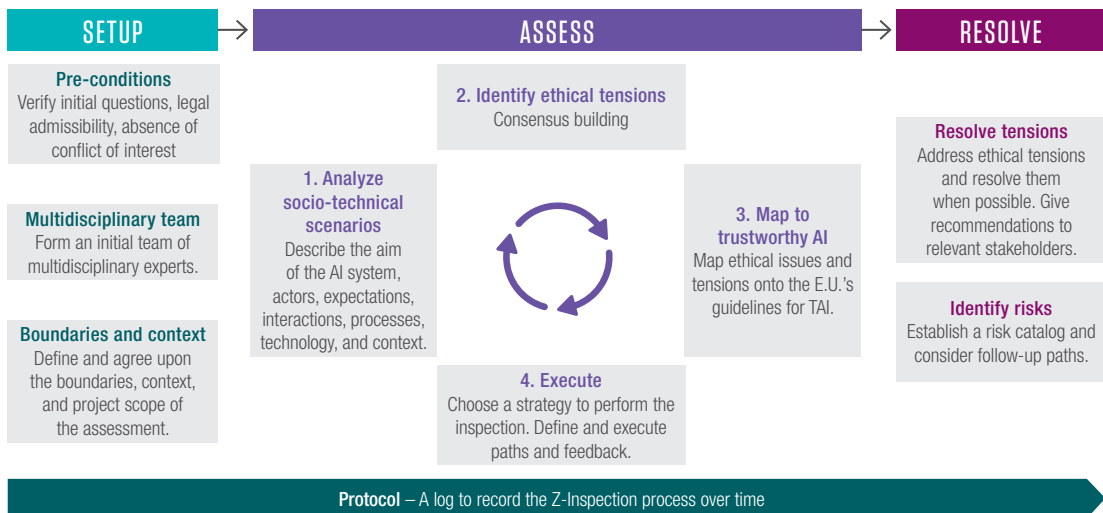 SETUP
ASSESS
RESOLVE
Pre-conditions
Verify initial questions, legal
admissibility, absence of
conflict of interest
Multidisciplinary team
Form an initial team of
multidisciplinary experts.
Boundaries and context
Define and agree upon
the boundaries, context,
and project scope of
the assessment.
1. Analyze
socio-technical
scenarios
Describe the aim
of the AI system,
actors, expectations,
interactions, processes,
technology, and context.
2. Identify ethical tensions
Consensus building
3. Map to
trustworthy AI
Map ethical issues and
tensions onto the E.U.’s
guidelines for TAI.
4. Execute
Choose a strategy to perform the
inspection. Define and execute
paths and feedback.
Resolve tensions
Address ethical tensions
and resolve them
when possible. Give
recommendations to
relevant stakeholders.
Identify risks
Establish a risk catalog and
consider follow-up paths.
Protocol – A log to record the Z-Inspection process over time